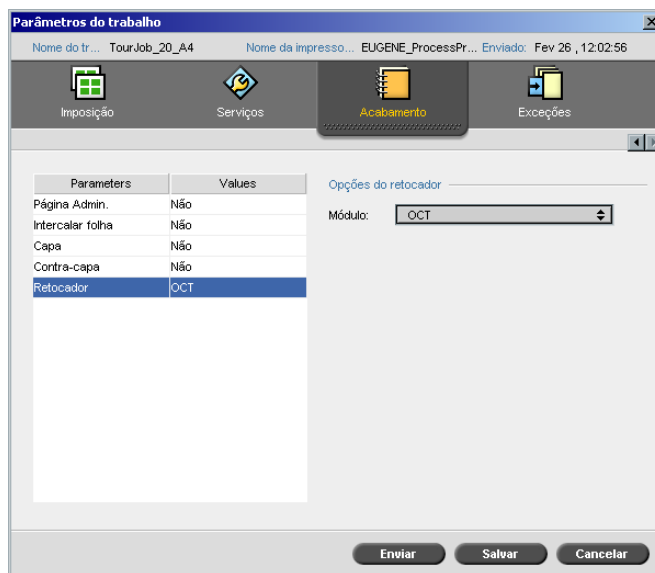 Parâmetros do trabalho
Nome do tr... TourJob_20_A4 Nome da impresso... EUGENE_ProcessPr... Enviado: Fev 26 , 12:02:56
Imposição Serviços Acabamento Exceções
Parameters Values
Página Admin. Não
Intercalar folha Não
Capa Não
Contra-capa Não
Retocador OCT
Opções do retocador
Módulo: OCT
Enviar Salvar Cancelar